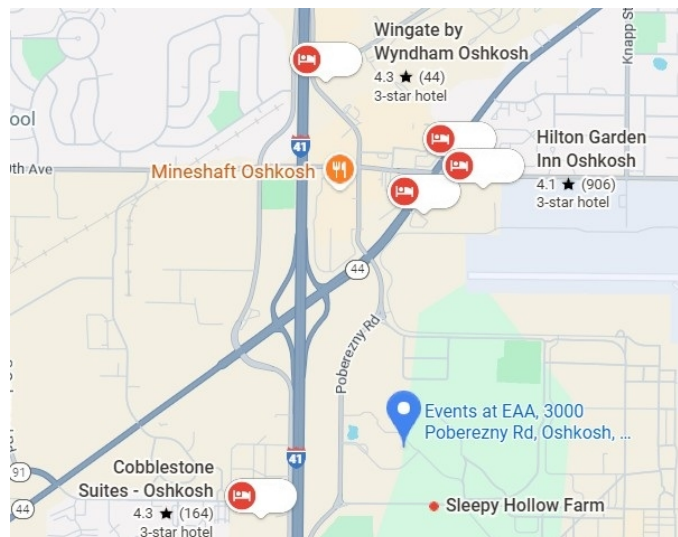 Wingate by
Wyndham Oshkosh
4.3 ★ (44)
3-star hotel
Knapp St
ool
41
0th Ave
Mineshaft Oshkosh
Hilton Garden
Inn Oshkosh
4.1 ★ (906)
3-star hotel
44
Poberezny Rd
Events at EAA, 3000
Poberezny Rd, Oshkosh, ...
41
91
Cobblestone
Suites - Oshkosh
4.3 ★ (164)
3-star hotel
44
Sleepy Hollow Farm